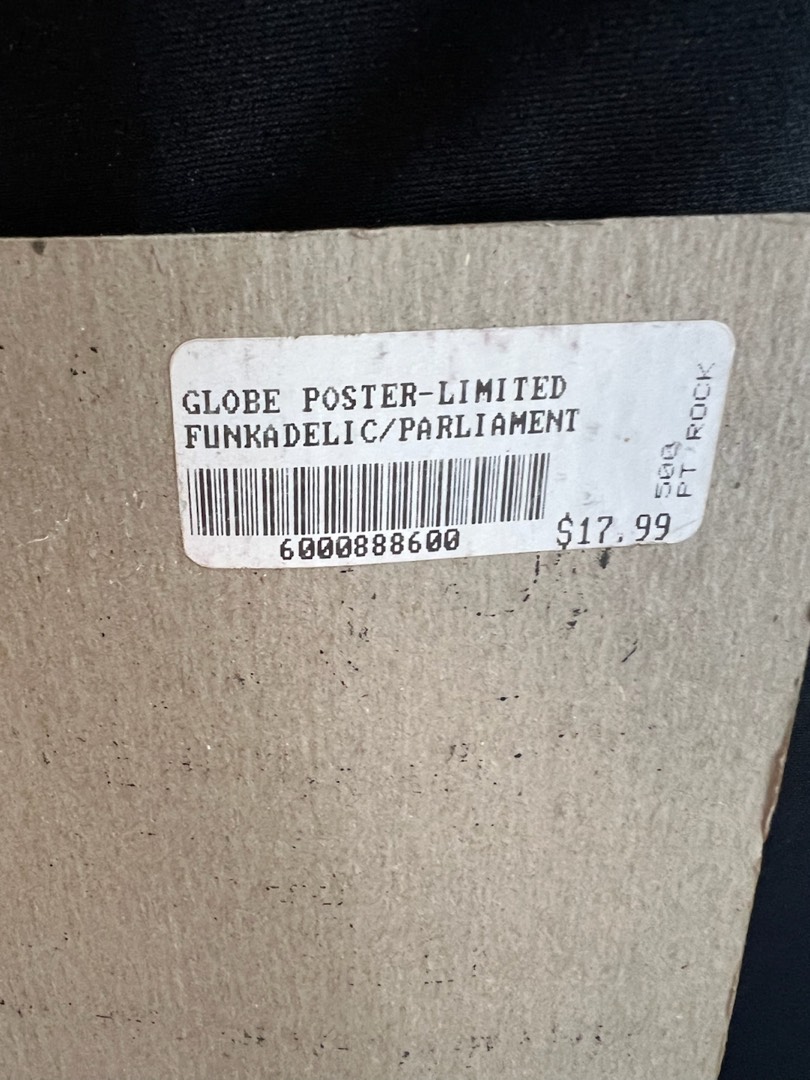 GLOBE POSTER-LIMITED
FUNKADELIC/PARLIAMENT
6000888600
$17.99
500
PT ROCK